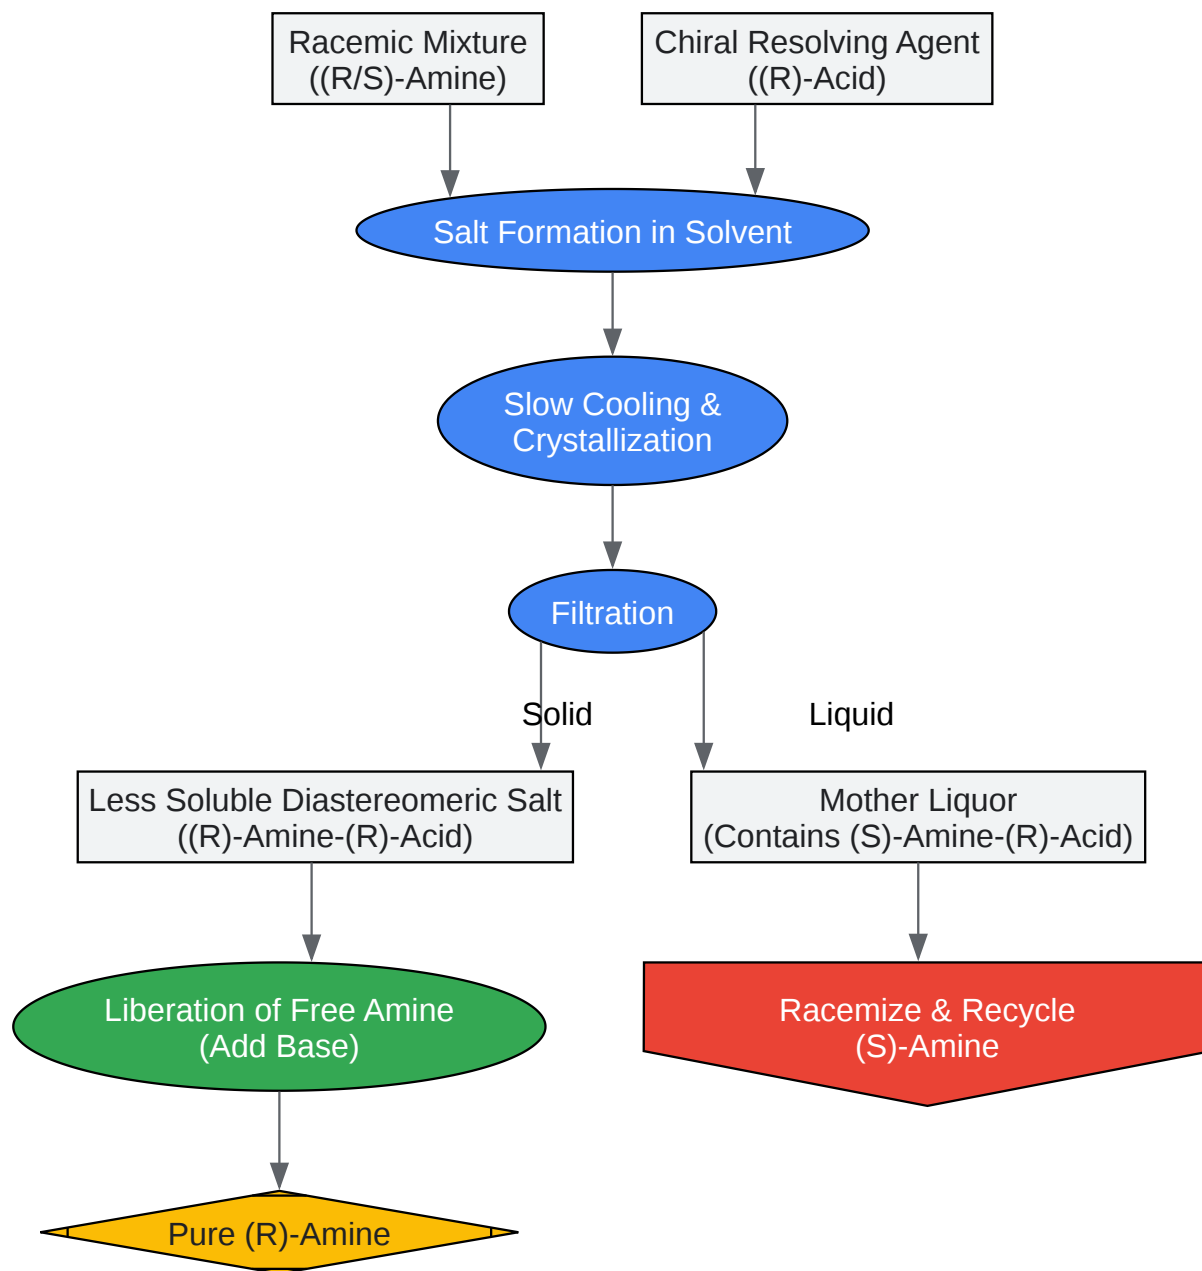 Racemic Mixture
((R/S)-Amine)
Chiral Resolving Agent
((R)-Acid)
Salt Formation in Solvent
Slow Cooling &
Crystallization
Filtration
Solid
Liquid
Less Soluble Diastereomeric Salt
((R)-Amine-(R)-Acid)
Mother Liquor
(Contains (S)-Amine-(R)-Acid)
Liberation of Free Amine
(Add Base)
Racemize & Recycle
(S)-Amine
Pure (R)-Amine